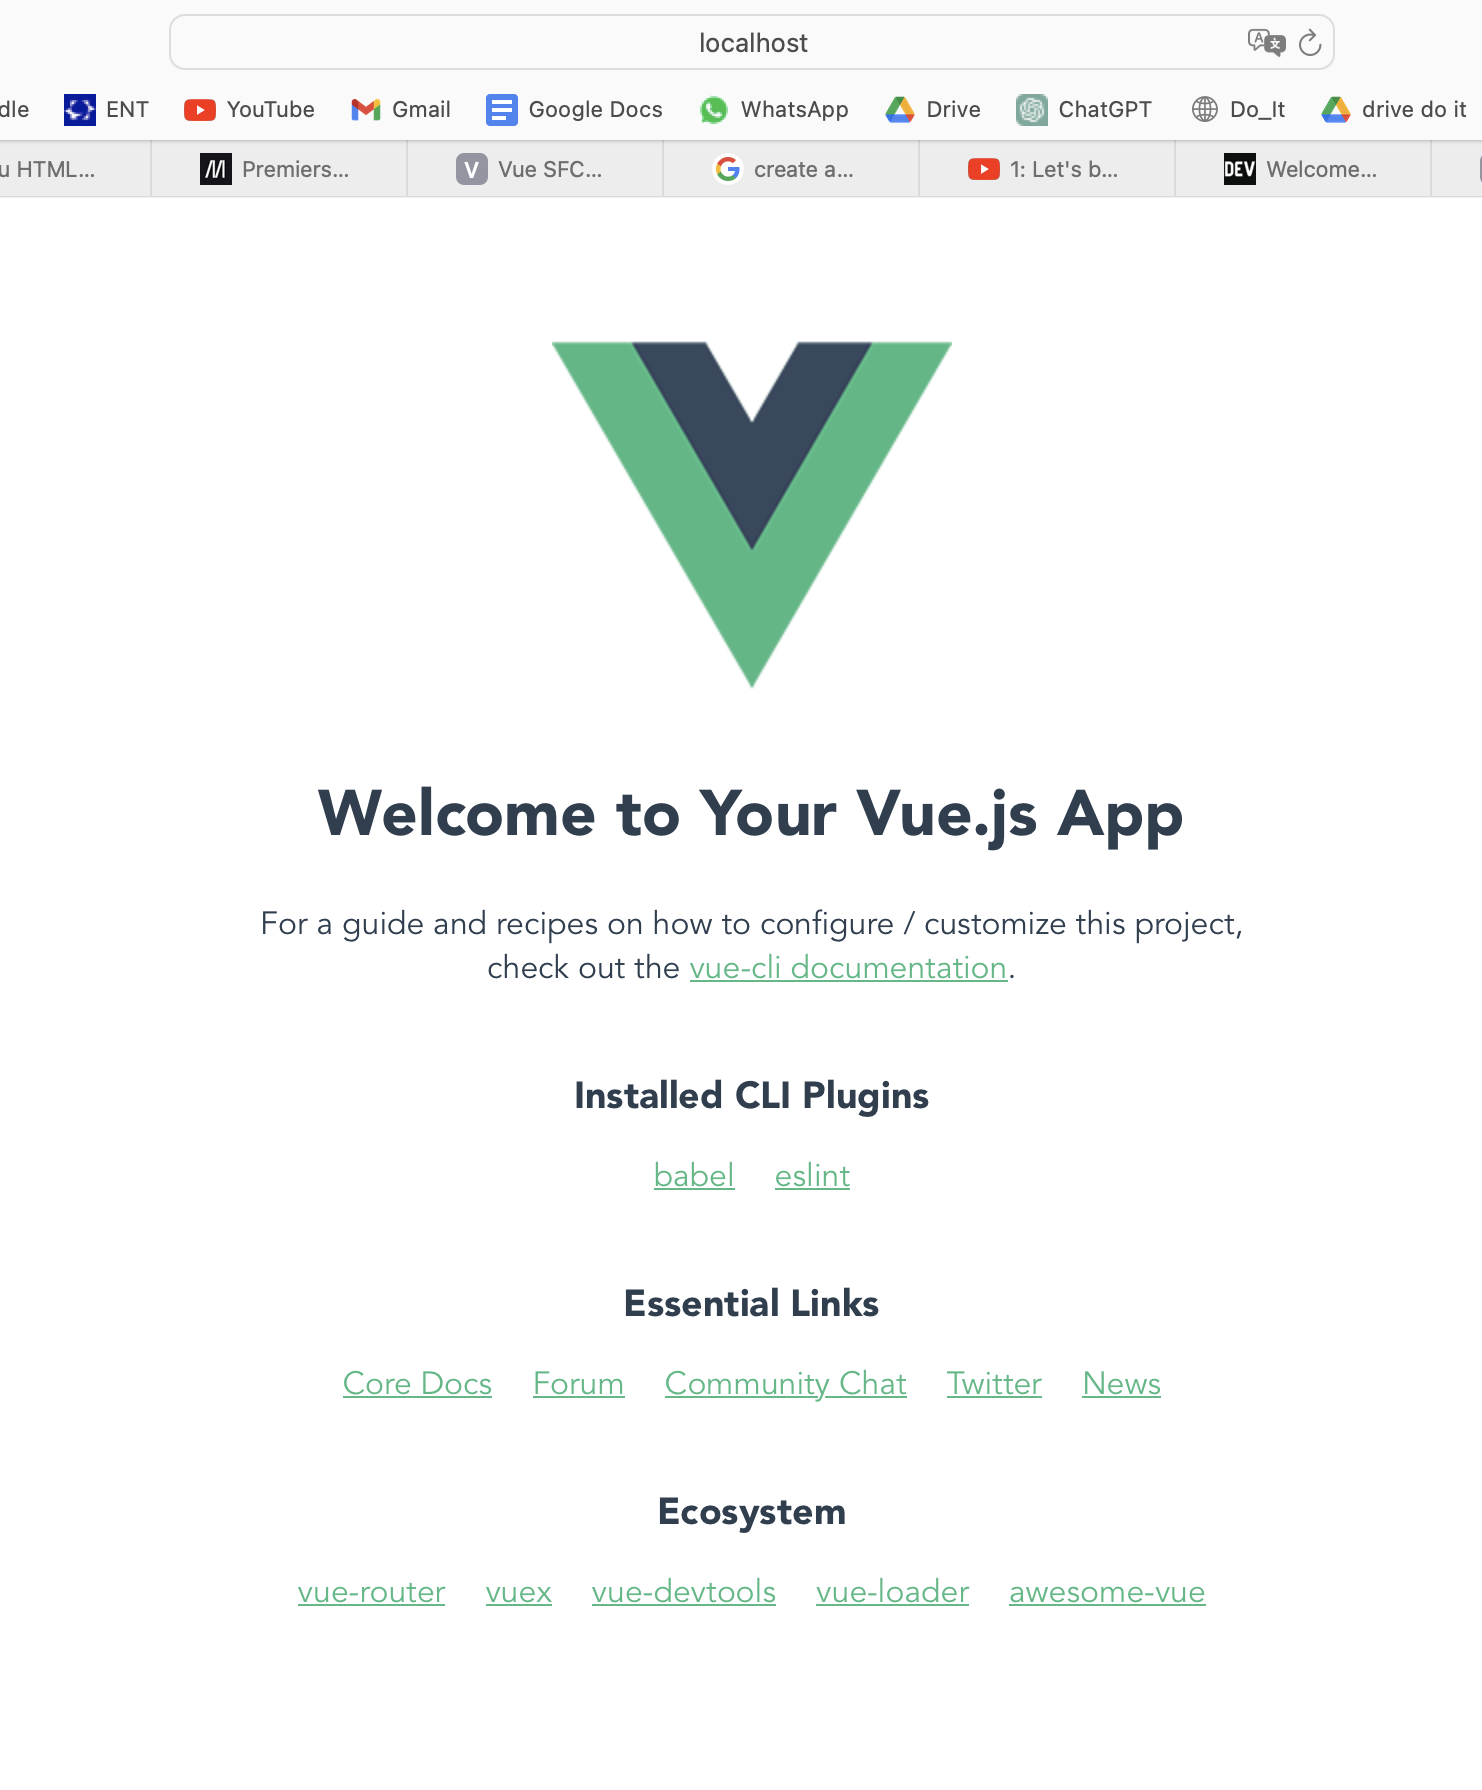 localhost
dle ENT YouTube Gmail Google Docs WhatsApp Drive ChatGPT Do_It drive do it
u HTML... Premiers... V Vue SFC... create a... 1: Let's b... DEV Welcome...
Welcome to Your Vue.js App
For a guide and recipes on how to configure / customize this project,
check out the vue-cli documentation.
Installed CLI Plugins
babel eslint
Essential Links
Core Docs Forum Community Chat Twitter News
Ecosystem
vue-router vuex vue-devtools vue-loader awesome-vue